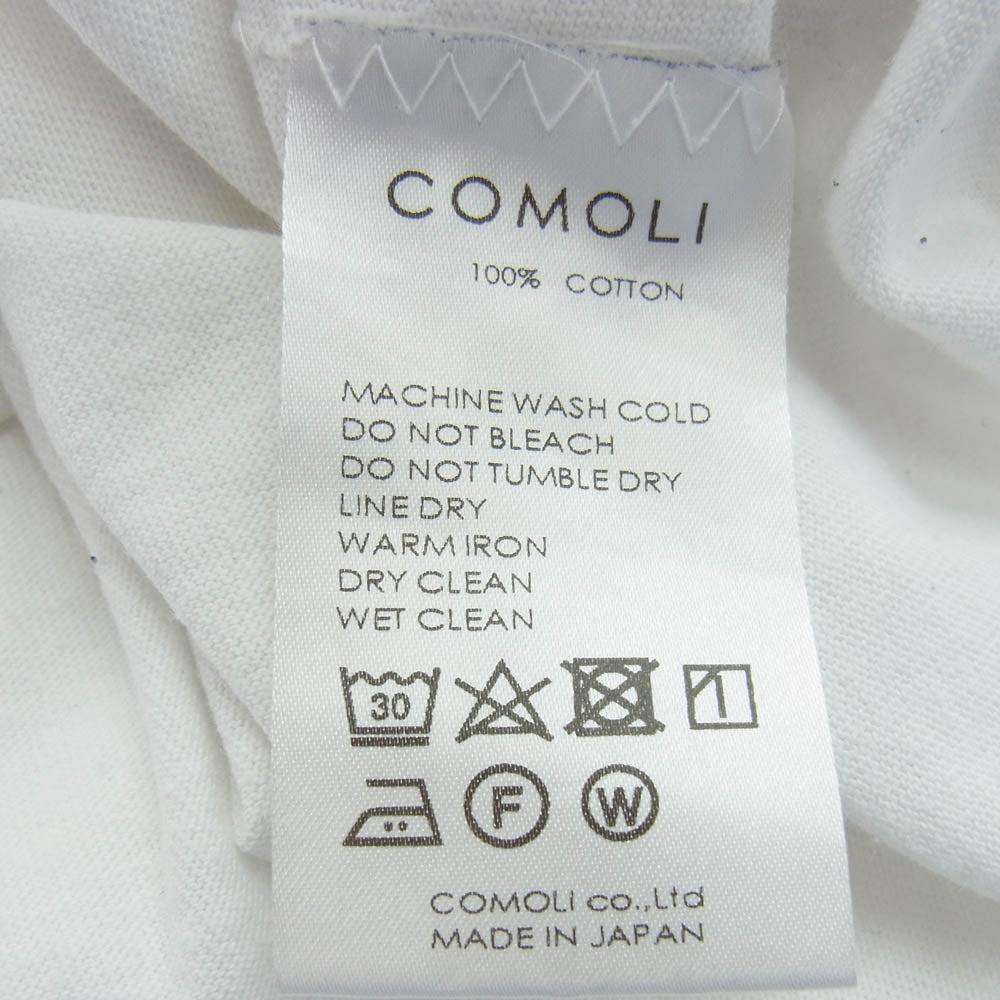 COMOLI
100% COTTON
MACHINE WASH COLD
DO NOT BLEACH
DO NOT TUMBLE DRY
LINE DRY
WARM IRON
DRY CLEAN
WET CLEAN
30
F W
COMOLI co.,Ltd
MADE IN JAPAN